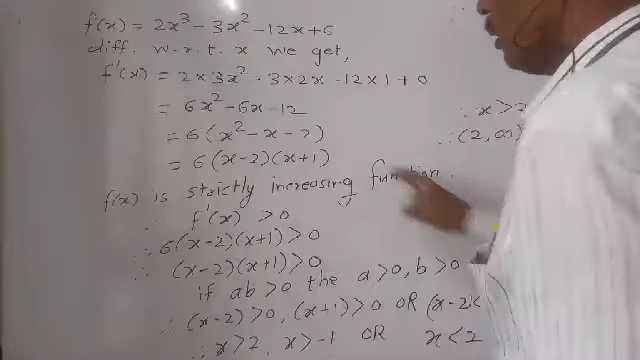 f'(x) = 2x³ - 3x² - 12x + 6
diff. w.r.t. x we get,
f'(x) = 2×3x² - 3×2x - 12×1 + 0
= 6x² - 6x - 12
= 6(x² - x - 2)
= 6(x-2)(x+1)
f(x) is strictly increasing function.
∴ f'(x) > 0
∴ 6(x-2)(x+1) > 0
∴ (x-2)(x+1) > 0
if ab > 0 the a > 0, b > 0
∴ (x-2) > 0, (x+1) > 0 OR (x-2) <
∴ x > 2, x > -1 OR x < 2
∴ x > 2
∴ (2, ∞)